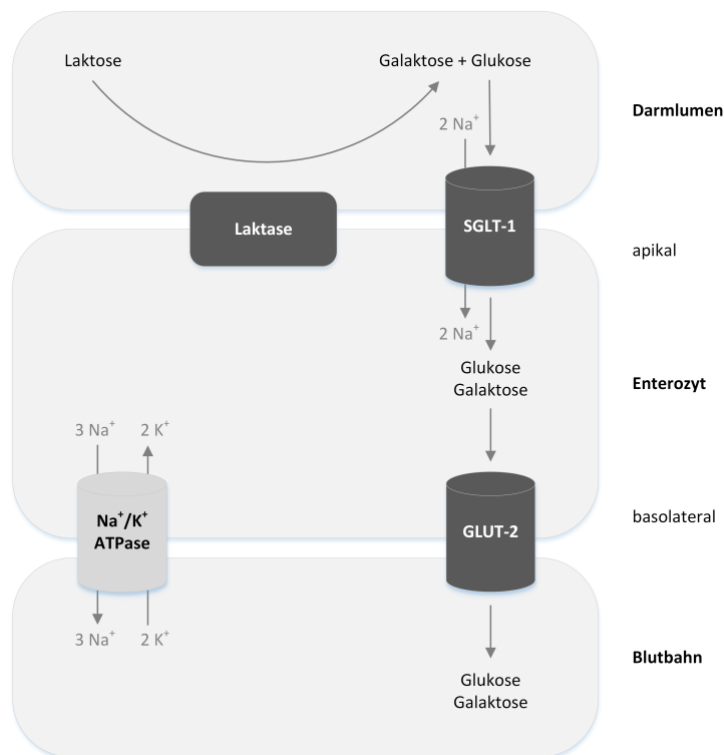 Laktose
Galaktose + Glukose
Darmlumen
2 Na⁺
Laktase
SGLT-1
apikal
2 Na⁺
Glukose
Galaktose
Enterozyt
3 Na⁺
2 K⁺
Na⁺/K⁺
ATPase
GLUT-2
basolateral
3 Na⁺
2 K⁺
Blutbahn
Glukose
Galaktose